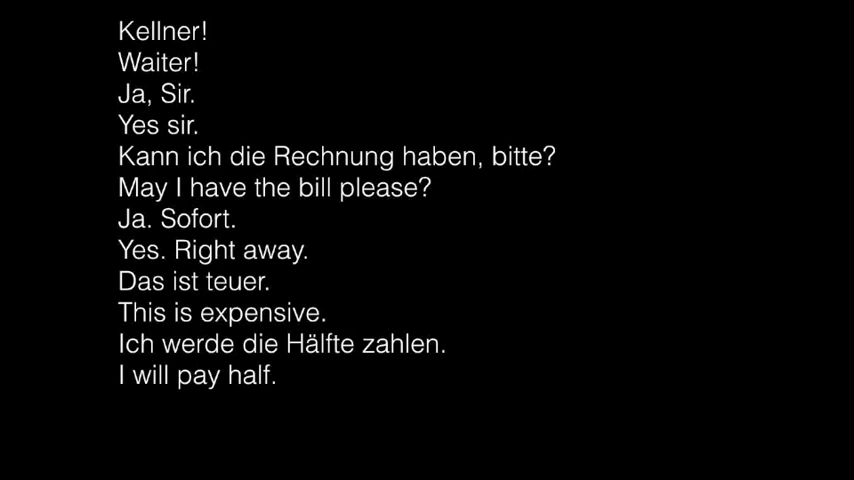 Kellner!
Waiter!
Ja, Sir.
Yes sir.
Kann ich die Rechnung haben, bitte?
May I have the bill please?
Ja. Sofort.
Yes. Right away.
Das ist teuer.
This is expensive.
Ich werde die Hälfte zahlen.
I will pay half.